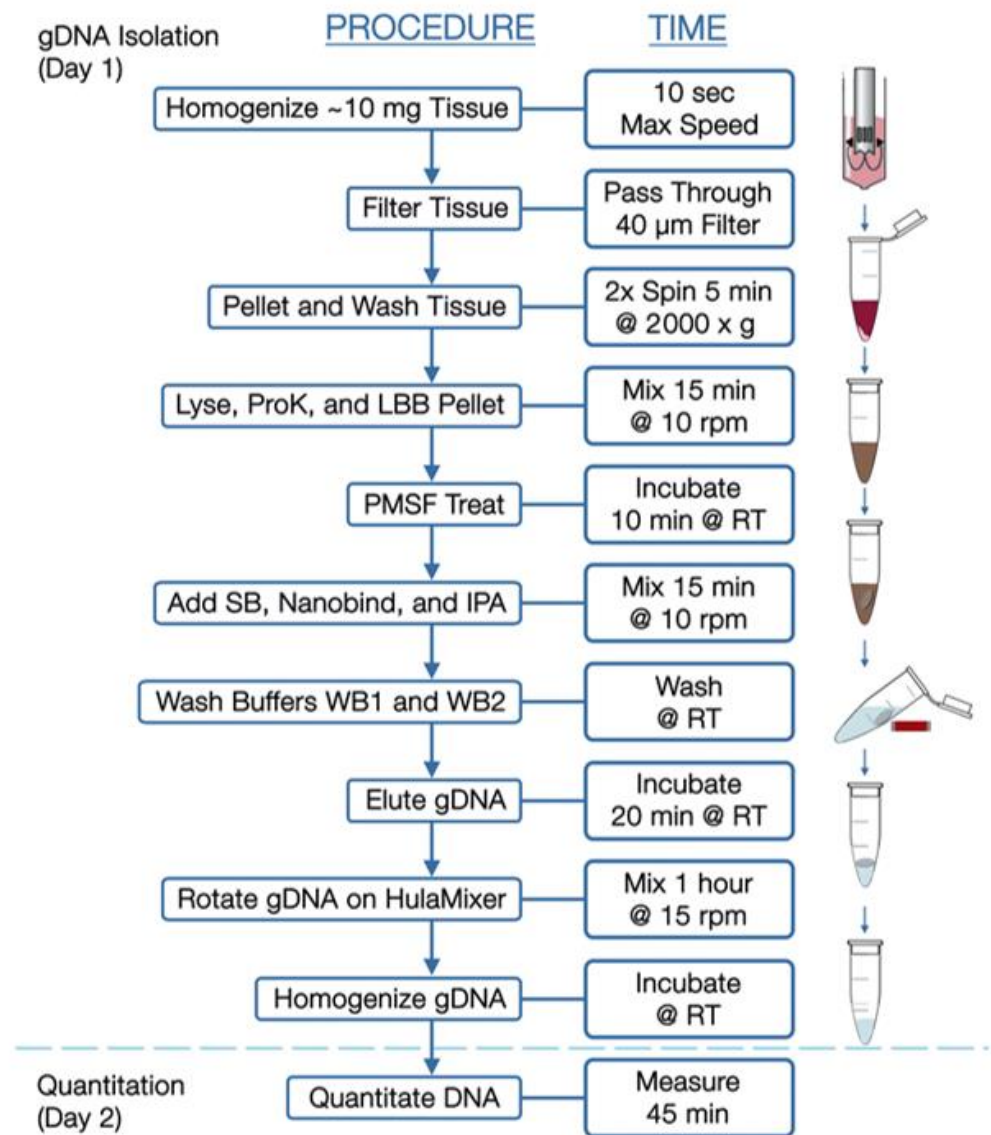 gDNA Isolation
(Day 1)
PROCEDURE
TIME
Homogenize ~10 mg Tissue
10 sec
Max Speed
Filter Tissue
Pass Through
40 µm Filter
Pellet and Wash Tissue
2x Spin 5 min
@ 2000 x g
Lyse, ProK, and LBB Pellet
Mix 15 min
@ 10 rpm
PMSF Treat
Incubate
10 min @ RT
Add SB, Nanobind, and IPA
Mix 15 min
@ 10 rpm
Wash Buffers WB1 and WB2
Wash
@ RT
Elute gDNA
Incubate
20 min @ RT
Rotate gDNA on HulaMixer
Mix 1 hour
@ 15 rpm
Homogenize gDNA
Incubate
@ RT
Quantitation
(Day 2)
Quantitate DNA
Measure
45 min